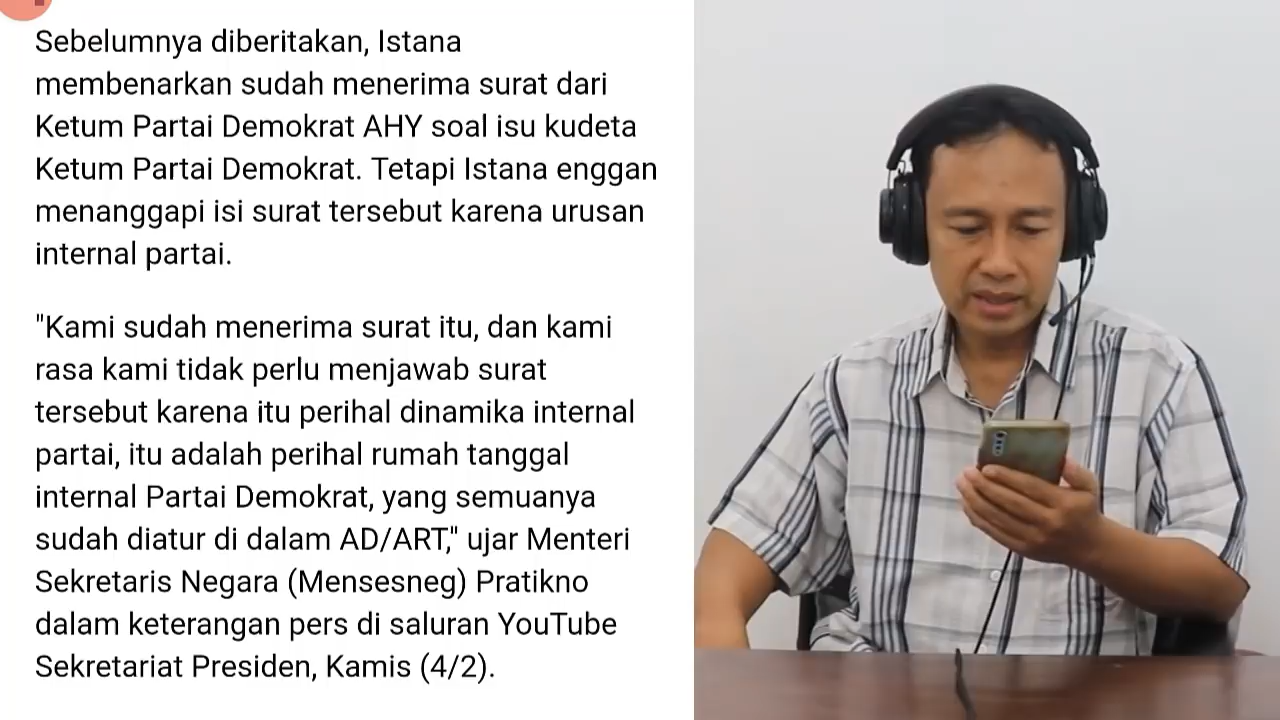 Sebelumnya diberitakan, Istana
membenarkan sudah menerima surat dari
Ketum Partai Demokrat AHY soal isu kudeta
Ketum Partai Demokrat. Tetapi Istana enggan
menanggapi isi surat tersebut karena urusan
internal partai.
"Kami sudah menerima surat itu, dan kami
rasa kami tidak perlu menjawab surat
tersebut karena itu perihal dinamika internal
partai, itu adalah perihal rumah tanggal
internal Partai Demokrat, yang semuanya
sudah diatur di dalam AD/ART," ujar Menteri
Sekretaris Negara (Mensesneg) Pratikno
dalam keterangan pers di saluran YouTube
Sekretariat Presiden, Kamis (4/2).